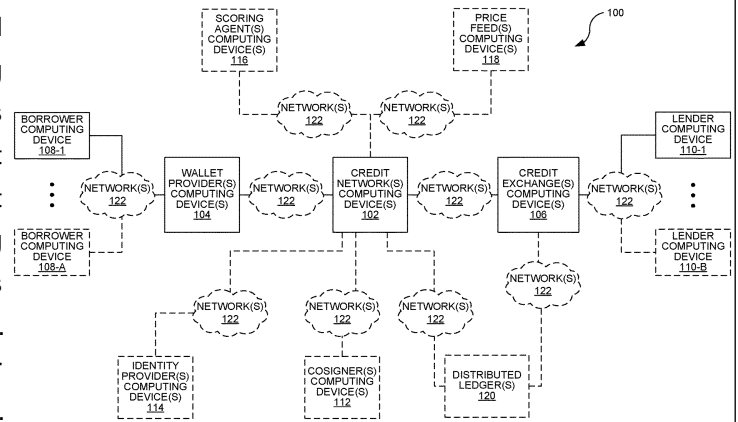 100
SCORING
AGENT(S)
COMPUTING
DEVICE(S)
116
PRICE
FEED(S)
COMPUTING
DEVICE(S)
118
NETWORK(S)
122
NETWORK(S)
122
BORROWER
COMPUTING
DEVICE
108-1
NETWORK(S)
122
BORROWER
COMPUTING
DEVICE
108-A
WALLET
PROVIDER(S)
COMPUTING
DEVICE(S)
104
NETWORK(S)
122
CREDIT
NETWORK(S)
COMPUTING
DEVICE(S)
102
NETWORK(S)
122
CREDIT
EXCHANGE(S)
COMPUTING
DEVICE(S)
106
NETWORK(S)
122
LENDER
COMPUTING
DEVICE
110-1
LENDER
COMPUTING
DEVICE
110-B
NETWORK(S)
122
NETWORK(S)
122
NETWORK(S)
122
NETWORK(S)
122
IDENTITY
PROVIDER(S)
COMPUTING
DEVICE(S)
114
COSIGNER(S)
COMPUTING
DEVICE(S)
112
DISTRIBUTED
LEDGER(S)
120